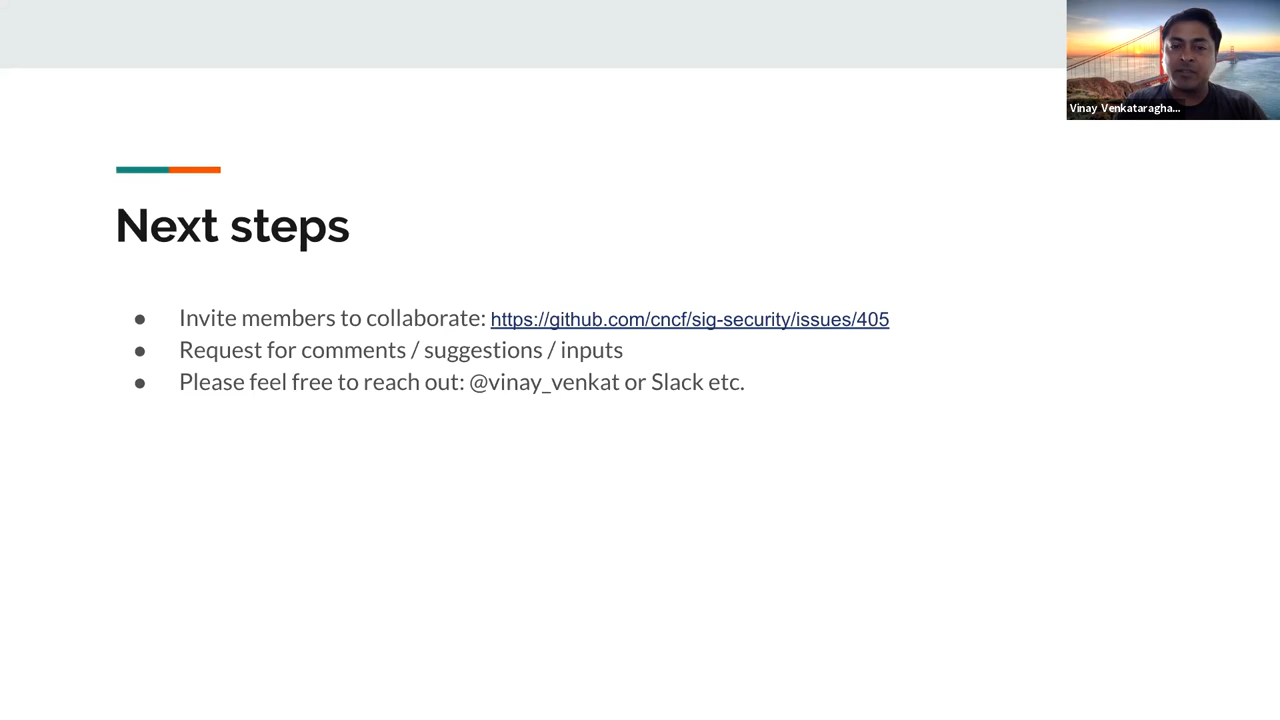 Vinay Venkataragha...
Next steps
● Invite members to collaborate: https://github.com/cncf/sig-security/issues/405
● Request for comments / suggestions / inputs
● Please feel free to reach out: @vinay_venkat or Slack etc.